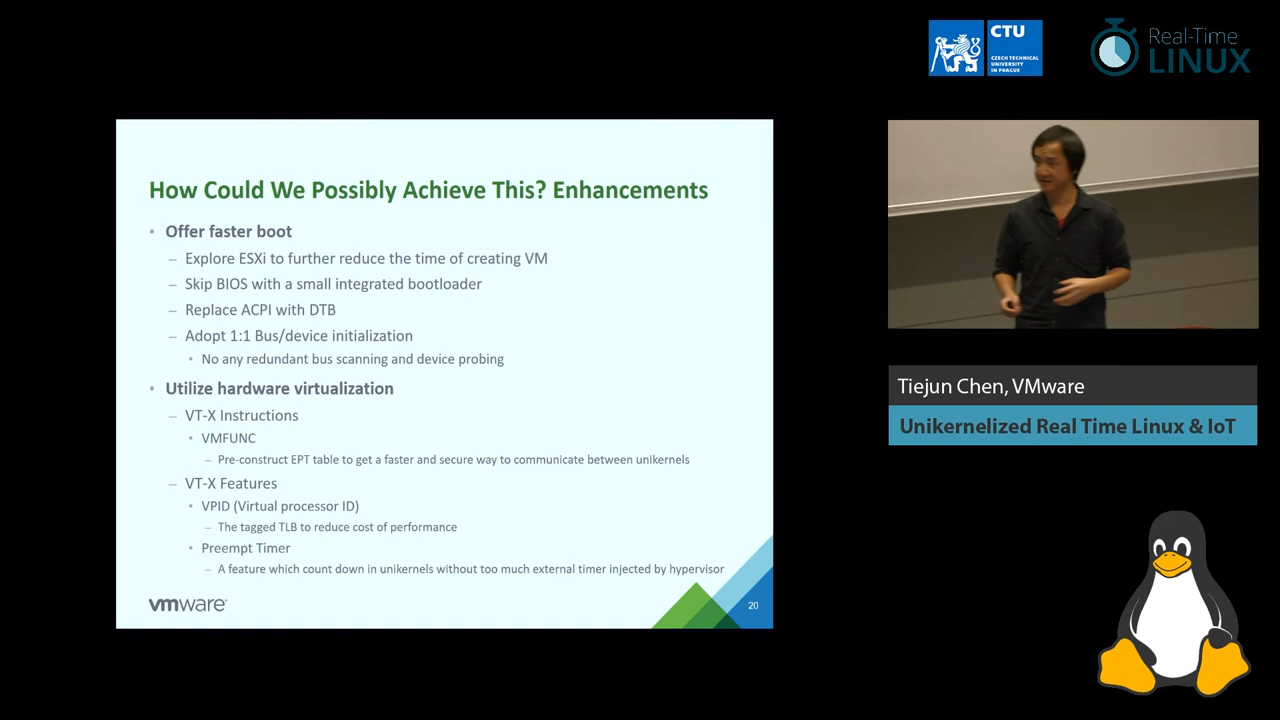 CTU
CZECH TECHNICAL
UNIVERSITY
IN PRAGUE
Real-Time
LINUX
How Could We Possibly Achieve This? Enhancements
• Offer faster boot
– Explore ESXi to further reduce the time of creating VM
– Skip BIOS with a small integrated bootloader
– Replace ACPI with DTB
– Adopt 1:1 Bus/device initialization
• No any redundant bus scanning and device probing
• Utilize hardware virtualization
– VT-X Instructions
• VMFUNC
– Pre-construct EPT table to get a faster and secure way to communicate between unikernels
– VT-X Features
• VPID (Virtual processor ID)
– The tagged TLB to reduce cost of performance
• Preempt Timer
– A feature which count down in unikernels without too much external timer injected by hypervisor
vmware®
20
Tiejun Chen, VMware
Unikernelized Real Time Linux & IoT